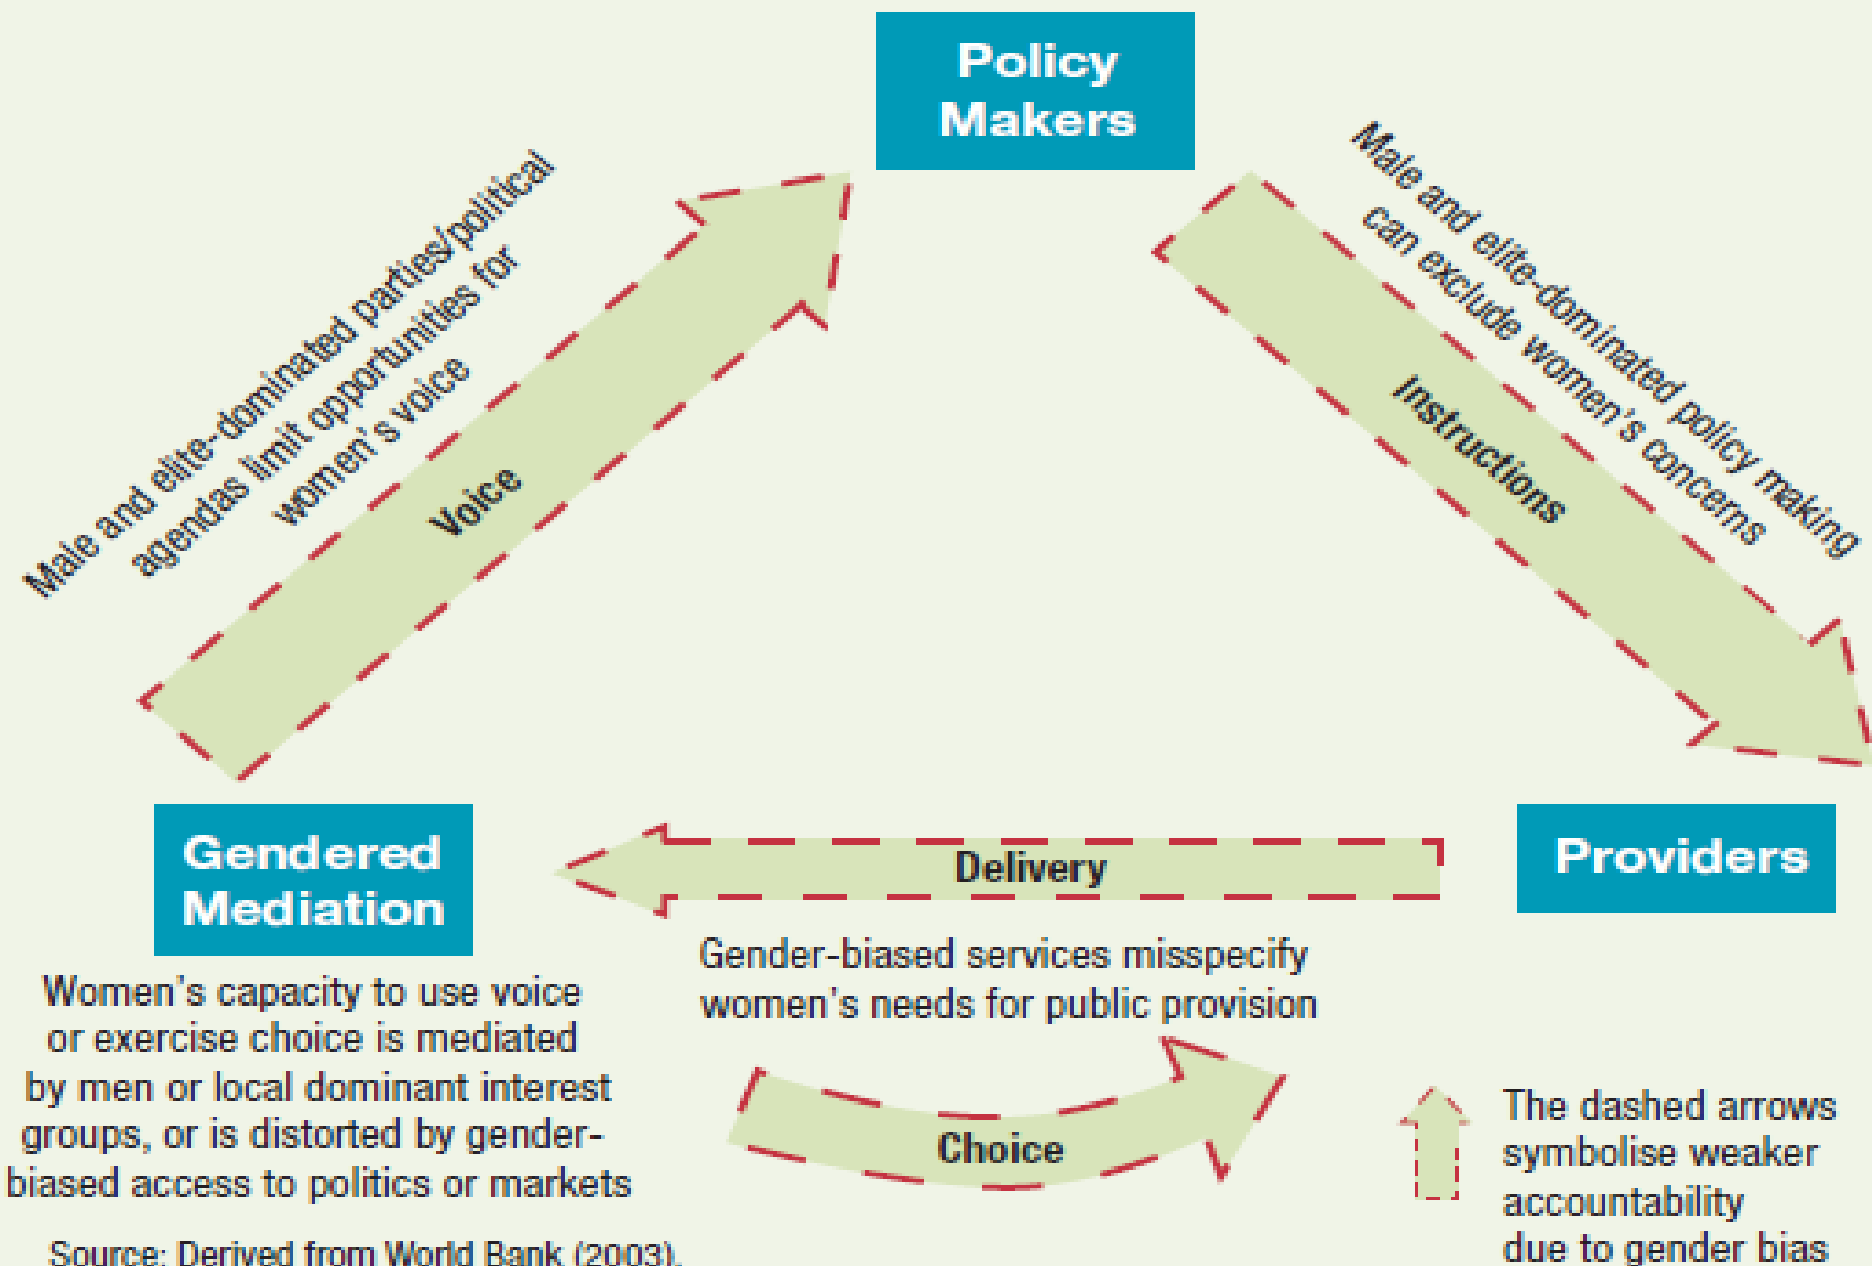 Policy
Makers
Male and elite-dominated parties/political
agendas limit opportunities for
women's voice
Voice
Male and elite-dominated policy making
can exclude women's concerns
Instructions
Gendered
Mediation
Delivery
Providers
Gender-biased services misspecify
women's needs for public provision
Women's capacity to use voice
or exercise choice is mediated
by men or local dominant interest
groups, or is distorted by gender-
biased access to politics or markets
Choice
The dashed arrows
symbolise weaker
accountability
due to gender bias
Source: Derived from World Bank (2003).